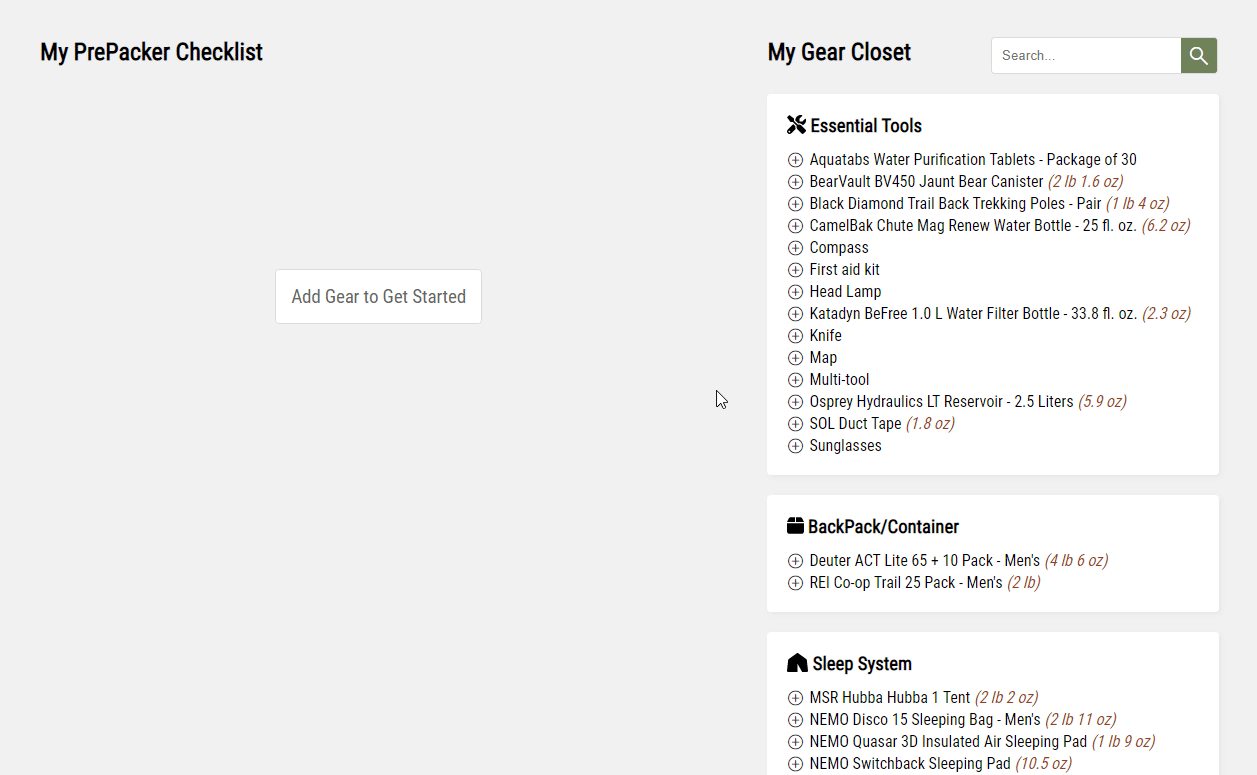 My PrePacker Checklist
Add Gear to Get Started
My Gear Closet
Search...
Essential Tools
Aquatabs Water Purification Tablets - Package of 30
BearVault BV450 Jaunt Bear Canister (2 lb 1.6 oz)
Black Diamond Trail Back Trekking Poles - Pair (1 lb 4 oz)
CamelBak Chute Mag Renew Water Bottle - 25 fl. oz. (6.2 oz)
Compass
First aid kit
Head Lamp
Katadyn BeFree 1.0 L Water Filter Bottle - 33.8 fl. oz. (2.3 oz)
Knife
Map
Multi-tool
Osprey Hydraulics LT Reservoir - 2.5 Liters (5.9 oz)
SOL Duct Tape (1.8 oz)
Sunglasses
BackPack/Container
Deuter ACT Lite 65 + 10 Pack - Men's (4 lb 6 oz)
REI Co-op Trail 25 Pack - Men's (2 lb)
Sleep System
MSR Hubba Hubba 1 Tent (2 lb 2 oz)
NEMO Disco 15 Sleeping Bag - Men's (2 lb 11 oz)
NEMO Quasar 3D Insulated Air Sleeping Pad (1 lb 9 oz)
NEMO Switchback Sleeping Pad (10.5 oz)